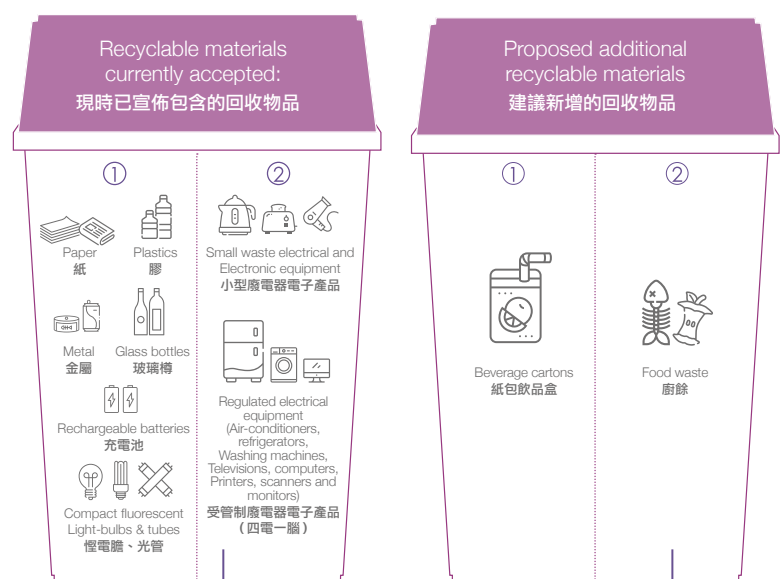 Recyclable materials
currently accepted:
現時已宣佈包含的回收物品
①
Paper
紙
Plastics
膠
Metal
金屬
Glass bottles
玻璃樽
Rechargeable batteries
充電池
Compact fluorescent
Light-bulbs & tubes
慳電膽、光管
②
Small waste electrical and
Electronic equipment
小型廢電器電子產品
Regulated electrical
equipment
(Air-conditioners,
refrigerators,
Washing machines,
Televisions, computers,
Printers, scanners and
monitors)
受管制廢電器電子產品
（四電一腦）
Proposed additional
recyclable materials
建議新增的回收物品
①
Beverage cartons
紙包飲品盒
②
Food waste
廚餘